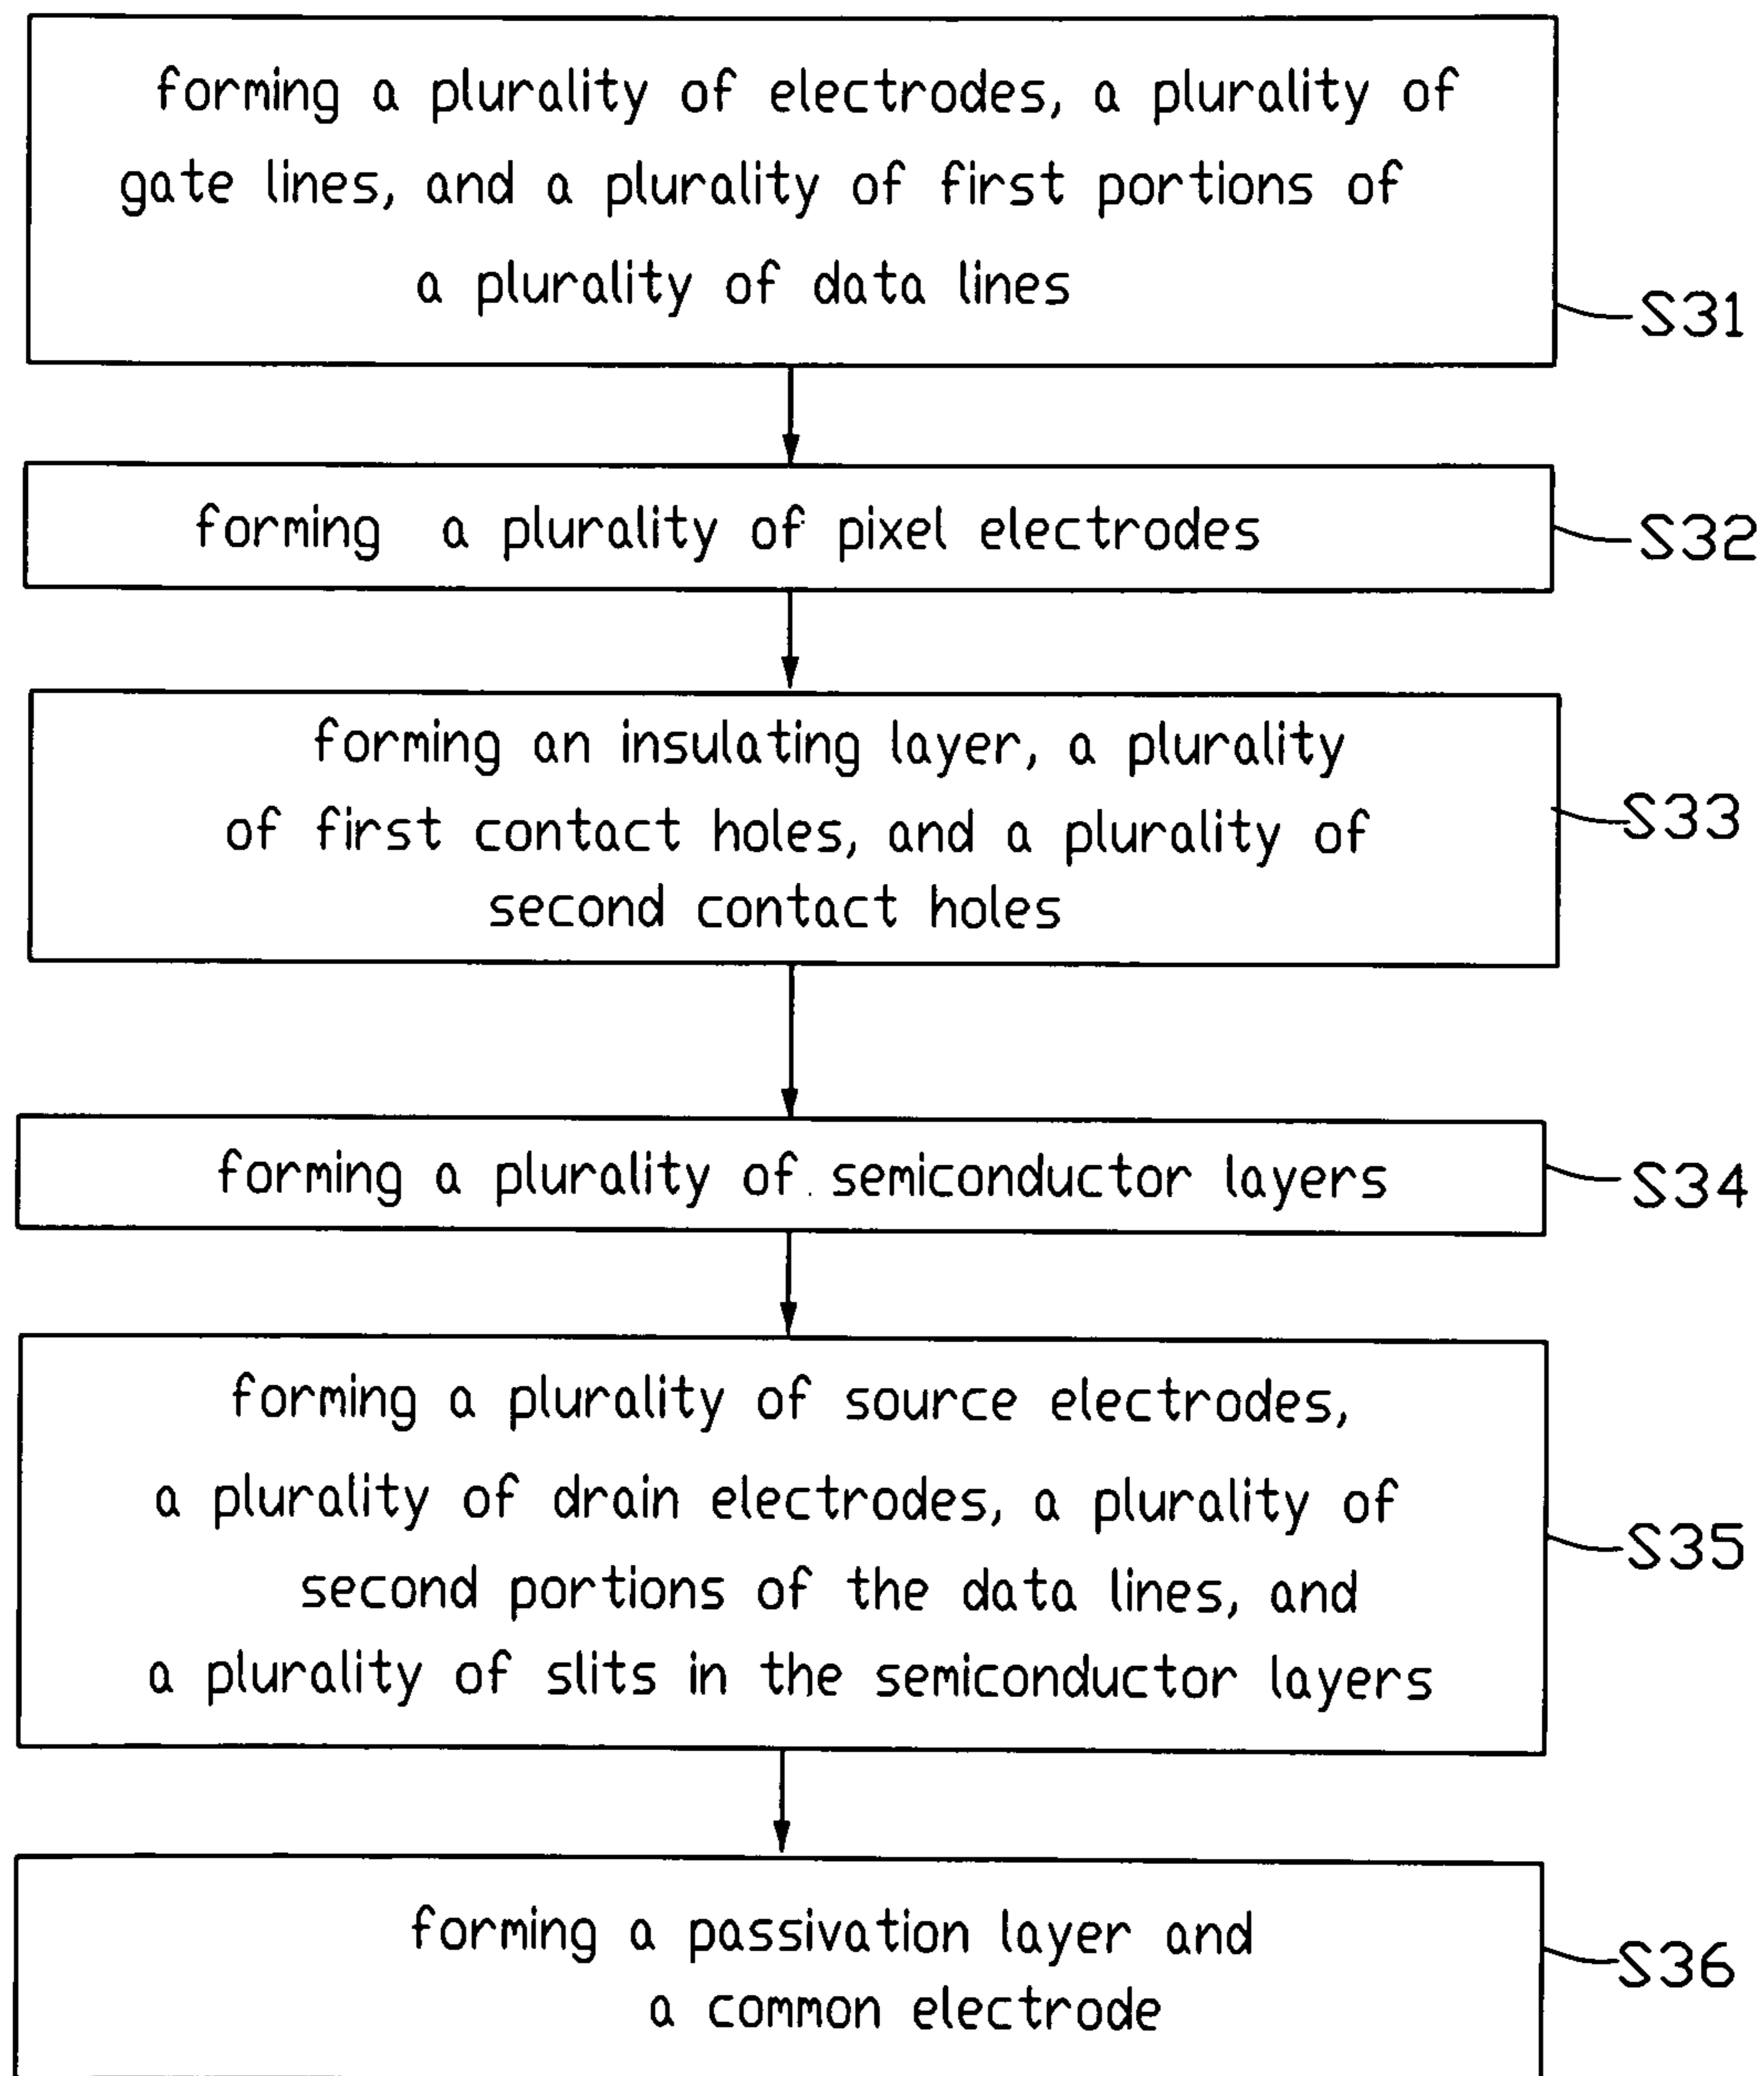 forming a plurality of electrodes, a plurality of
gate lines, and a plurality of first portions of
a plurality of data lines
S31
forming a plurality of pixel electrodes
S32
forming an insulating layer, a plurality
of first contact holes, and a plurality of
second contact holes
S33
forming a plurality of semiconductor layers
S34
forming a plurality of source electrodes,
a plurality of drain electrodes, a plurality of
second portions of the data lines, and
a plurality of slits in the semiconductor layers
S35
forming a passivation layer and
a common electrode
S36